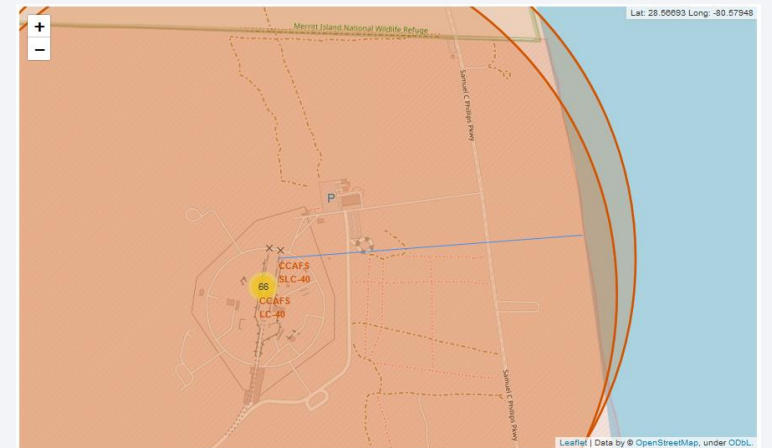 +
−
Lat: 28.56693 Long: -80.57948
Merritt Island National Wildlife Refuge
Samuel C Phillips Pkwy
P
CCAFS
SLC-40
66
CCAFS
LC-40
Samuel C Phillips Pkwy
Leaflet | Data by © OpenStreetMap, under ODbL.